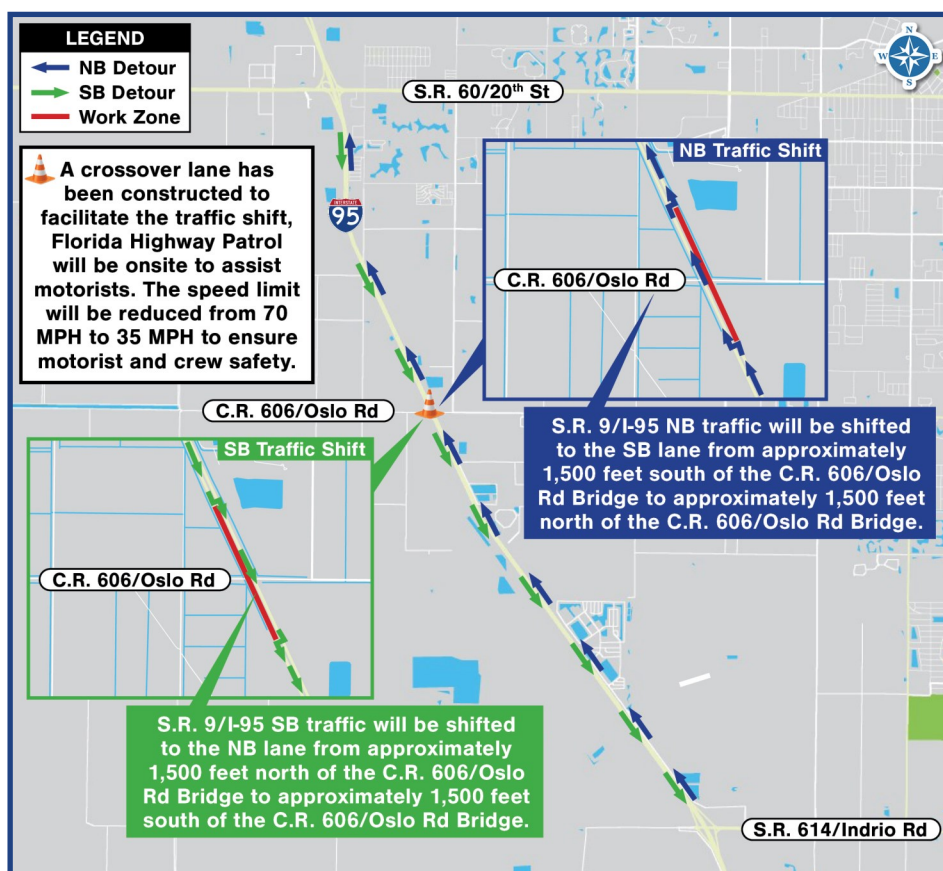 LEGEND
NB Detour
SB Detour
Work Zone
N
W
E
S
S.R. 60/20th St
A crossover lane has
been constructed to
facilitate the traffic shift,
Florida Highway Patrol
will be onsite to assist
motorists. The speed limit
will be reduced from 70
MPH to 35 MPH to ensure
motorist and crew safety.
INTERSTATE
95
NB Traffic Shift
C.R. 606/Oslo Rd
C.R. 606/Oslo Rd
S.R. 9/I-95 NB traffic will be shifted
to the SB lane from approximately
1,500 feet south of the C.R. 606/Oslo
Rd Bridge to approximately 1,500 feet
north of the C.R. 606/Oslo Rd Bridge.
SB Traffic Shift
C.R. 606/Oslo Rd
S.R. 9/I-95 SB traffic will be shifted
to the NB lane from approximately
1,500 feet north of the C.R. 606/Oslo
Rd Bridge to approximately 1,500 feet
south of the C.R. 606/Oslo Rd Bridge.
S.R. 614/Indrio Rd